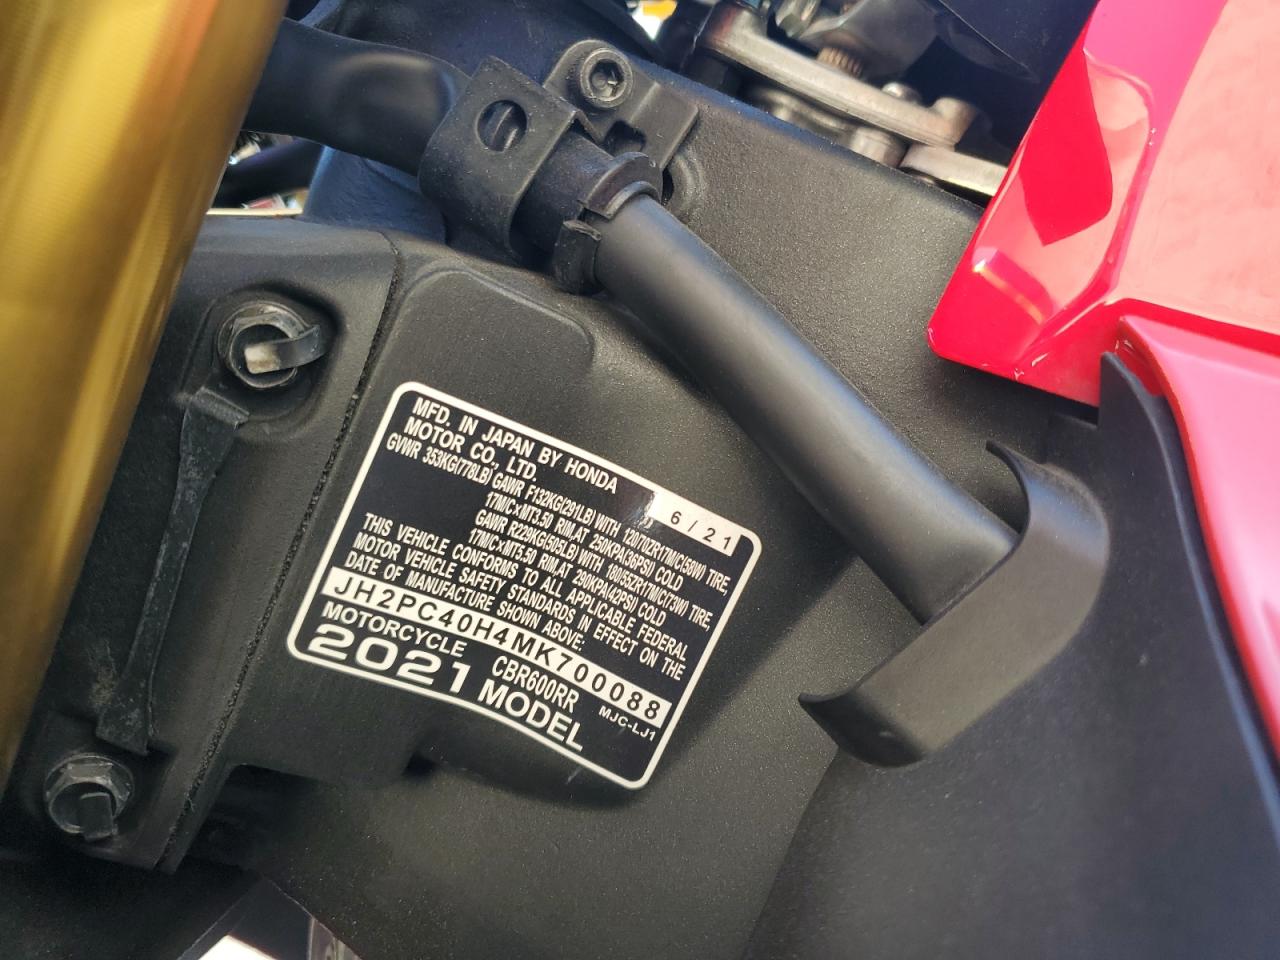 MFD. IN JAPAN BY HONDA
MOTOR CO., LTD.
6/21
GVWR 353KG(778LB) GAWR F132KG(291LB) WITH 120/70ZR17M/C(58W) TIRE,
17M/C×MT3.50 RIM,AT 250KPA(36PSI) COLD
GAWR R229KG(505LB) WITH 180/55ZR17M/C(73W) TIRE,
17M/C×MT5.50 RIM,AT 290KPA(42PSI) COLD
THIS VEHICLE CONFORMS TO ALL APPLICABLE FEDERAL
MOTOR VEHICLE SAFETY STANDARDS IN EFFECT ON THE
DATE OF MANUFACTURE SHOWN ABOVE:
JH2PC40H4MK700088
MOTORCYCLE CBR600RR MJC-LJ1
2021 MODEL